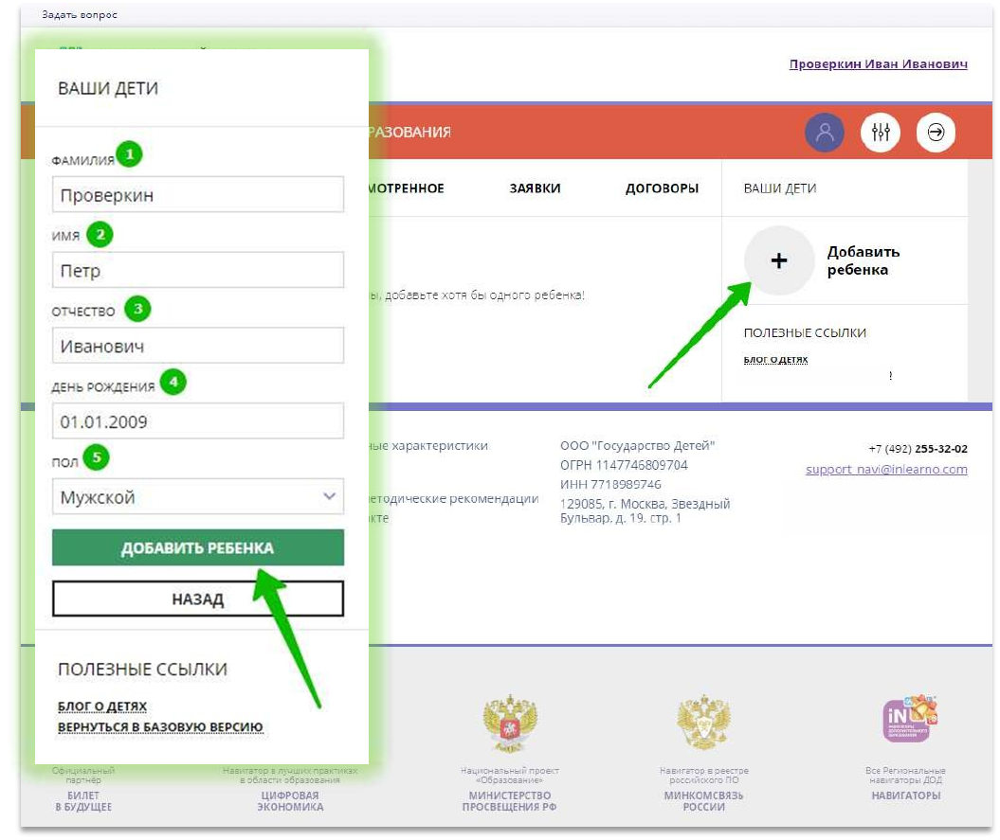 Задать вопрос
Проверкин Иван Иванович
ВАШИ ДЕТИ
ФАМИЛИЯ 1
Проверкин
ИМЯ 2
Петр
ОТЧЕСТВО 3
Иванович
ДЕНЬ РОЖДЕНИЯ 4
01.01.2009
ПОЛ 5
Мужской
ДОБАВИТЬ РЕБЕНКА
НАЗАД
ПОЛЕЗНЫЕ ССЫЛКИ
БЛОГ О ДЕТЯХ
ВЕРНУТЬСЯ В БАЗОВУЮ ВЕРСИЮ
РАЗОВАНИЯ
МОТРЕННОЕ
ЗАЯВКИ
ДОГОВОРЫ
ВАШИ ДЕТИ
+
Добавить
ребенка
ы, добавьте хотя бы одного ребенка!
ПОЛЕЗНЫЕ ССЫЛКИ
БЛОГ О ДЕТЯХ
ные характеристики
етодические рекомендации
кте
ООО "Государство Детей"
ОГРН 1147746809704
ИНН 7718989746
129085, г. Москва, Звездный
Бульвар, д. 19. стр. 1
+7 (492) 255-32-02
support_navi@inlearno.com
Официальный
партнёр
БИЛЕТ
В БУДУЩЕЕ
Навигатор в лучших практиках
в области образования
ЦИФРОВАЯ
ЭКОНОМИКА
Национальный проект
«Образование»
МИНИСТЕРСТВО
ПРОСВЕЩЕНИЯ РФ
Навигатор в реестре
российского ПО
МИНКОМСВЯЗЬ
РОССИИ
iN
Все Региональные
навигаторы ДОД
НАВИГАТОРЫ